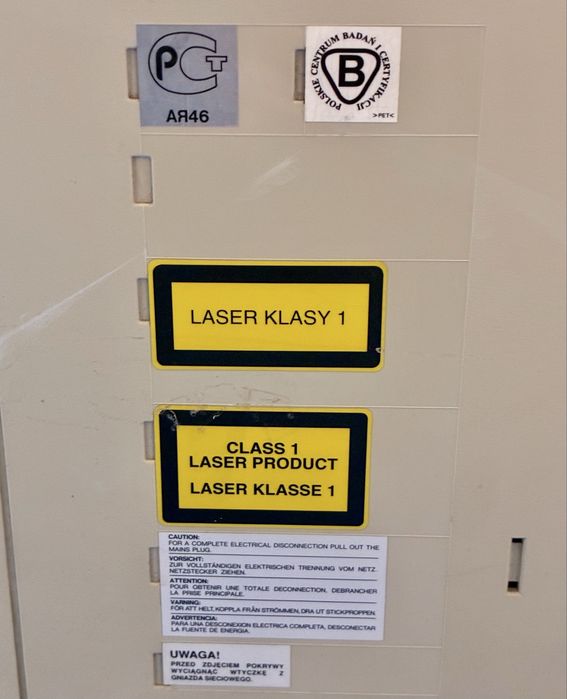 PCT
АЯ46
B
POLSKIE CENTRUM BADAŃ I CERTYFIKACJI
>PET<
LASER KLASY 1
CLASS 1
LASER PRODUCT
LASER KLASSE 1
CAUTION:
FOR A COMPLETE ELECTRICAL DISCONNECTION PULL OUT THE
MAINS PLUG.
VORSICHT:
ZUR VOLLSTÄNDIGEN ELEKTRISCHEN TRENNUNG VOM NETZ
NETZSTECKER ZIEHEN.
ATTENTION:
POUR OBTENIR UNE TOTALE DECONNECTION, DEBRANCHER
LA PRISE PRINCIPALE.
VARNING:
FÖR ATT HELT, KOPPLA FRÅN STRÖMMEN, DRA UT STICKPROPPEN.
ADVERTENCIA:
PARA UNA DESCONEXION ELECTRICA COMPLETA, DESCONECTAR
LA FUENTE DE ENERGIA.
UWAGA!
PRZED ZDJĘCIEM POKRYWY
WYCIĄGNĄĆ WTYCZKĘ Z
GNIAZDA SIECIOWEGO.